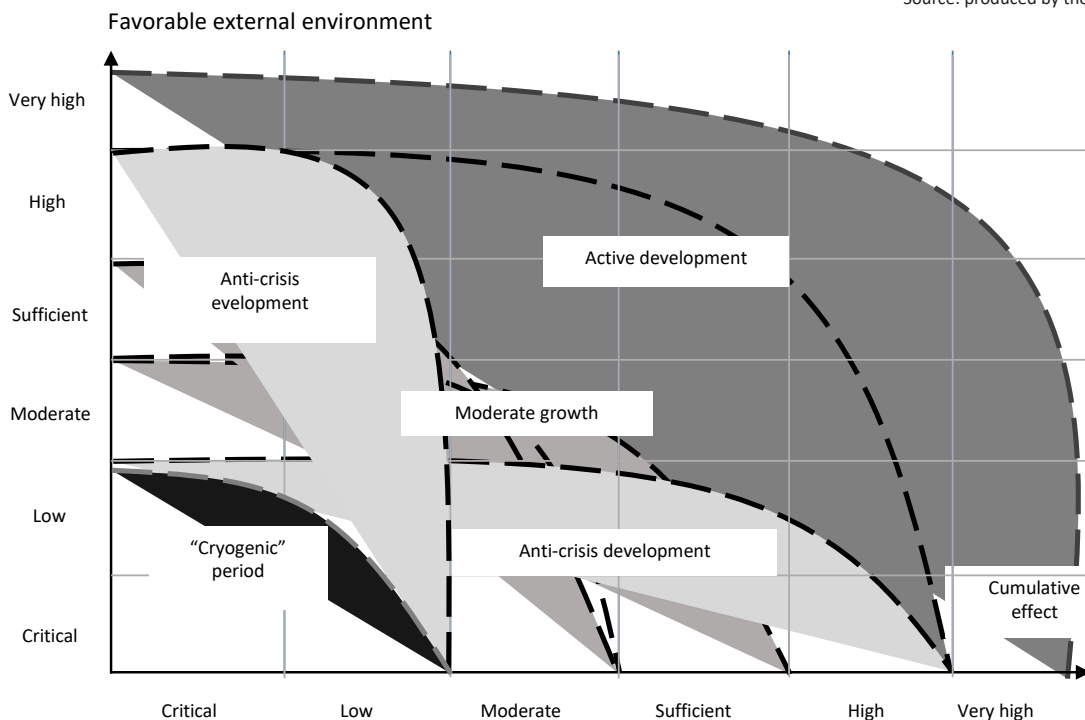 Source: produced by the
Favorable external environment
Very high
High
Active development
Anti-crisis
evelopment
Sufficient
Moderate growth
Moderate
Low
"Cryogenic"
period
Anti-crisis development
Cumulative
effect
Critical
Critical Low Moderate Sufficient High Very high